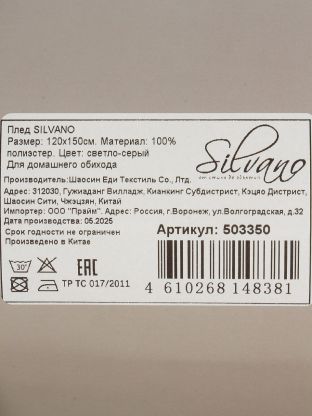 Плед SILVANO
Размер: 120х150см. Материал: 100%
полиэстер. Цвет: светло-серый
Для домашнего обихода
Silvano
Производитель:Шаосин Еди Текстиль Со., Лтд.
Адрес: 312030, Гужиаданг Вилладж, Кианкинг Субдистрист, Кэцяо Дистрист,
Шаосин Сити, Чжэцзян, Китай
Импортер: ООО "Прайм". Адрес: Россия, г.Воронеж, ул.Волгоградская, д.32
Дата производства: 06.2025
Срок годности не ограничен
Произведено в Китае
Артикул: 503350
30°
EAC
ТР ТС 017/2011
4 610268 148381